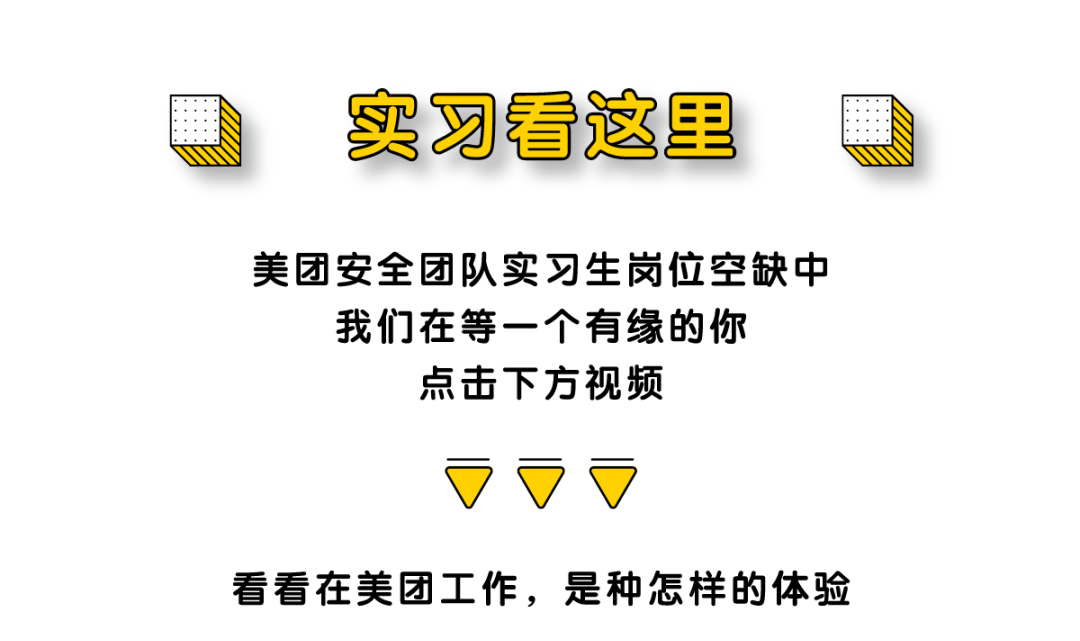 实习看这里
美团安全团队实习生岗位空缺中
我们在等一个有缘的你
点击下方视频
看看在美团工作，是种怎样的体验